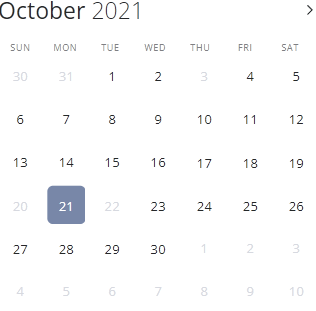 October 2021
SUN MON TUE WED THU FRI SAT
30 31 1 2 3 4 5
6 7 8 9 10 11 12
13 14 15 16 17 18 19
20 21 22 23 24 25 26
27 28 29 30 1 2 3
4 5 6 7 8 9 10